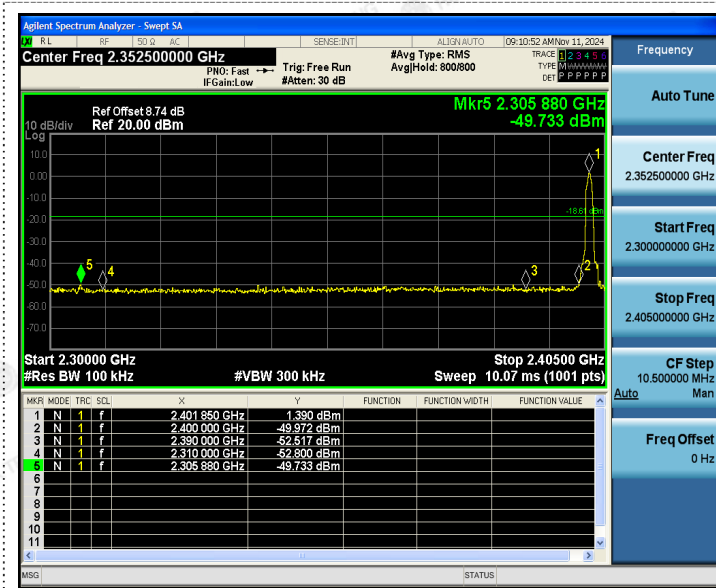 Agilent Spectrum Analyzer - Swept SA
RL RF 50 Ω AC SENSE:INT ALIGN AUTO 09:10:52 AM Nov 11, 2024
Center Freq 2.352500000 GHz
#Avg Type: RMS
TRACE 1 2 3 4 5 6
PNO: Fast Trig: Free Run Avg|Hold: 800/800
TYPE M
IFGain:Low #Atten: 30 dB
DET P P P P P P
Mkr5 2.305 880 GHz
-49.733 dBm
Ref Offset 8.74 dB
10 dB/div Ref 20.00 dBm
Log
10.0
0.00
-10.0
-20.0
-30.0
-40.0
-50.0
-60.0
-70.0
1
-18.61 dBm
5
4
3
2
Start 2.30000 GHz Stop 2.40500 GHz
#Res BW 100 kHz #VBW 300 kHz Sweep 10.07 ms (1001 pts)
MKR MODE TRC SCL X Y FUNCTION FUNCTION WIDTH FUNCTION VALUE
1 N 1 f 2.401 850 GHz 1.390 dBm
2 N 1 f 2.400 000 GHz -49.972 dBm
3 N 1 f 2.390 000 GHz -52.517 dBm
4 N 1 f 2.310 000 GHz -52.800 dBm
5 N 1 f 2.305 880 GHz -49.733 dBm
6
7
8
9
10
11
MSG STATUS
Frequency
Auto Tune
Center Freq
2.352500000 GHz
Start Freq
2.300000000 GHz
Stop Freq
2.405000000 GHz
CF Step
10.500000 MHz
Auto Man
Freq Offset
0 Hz